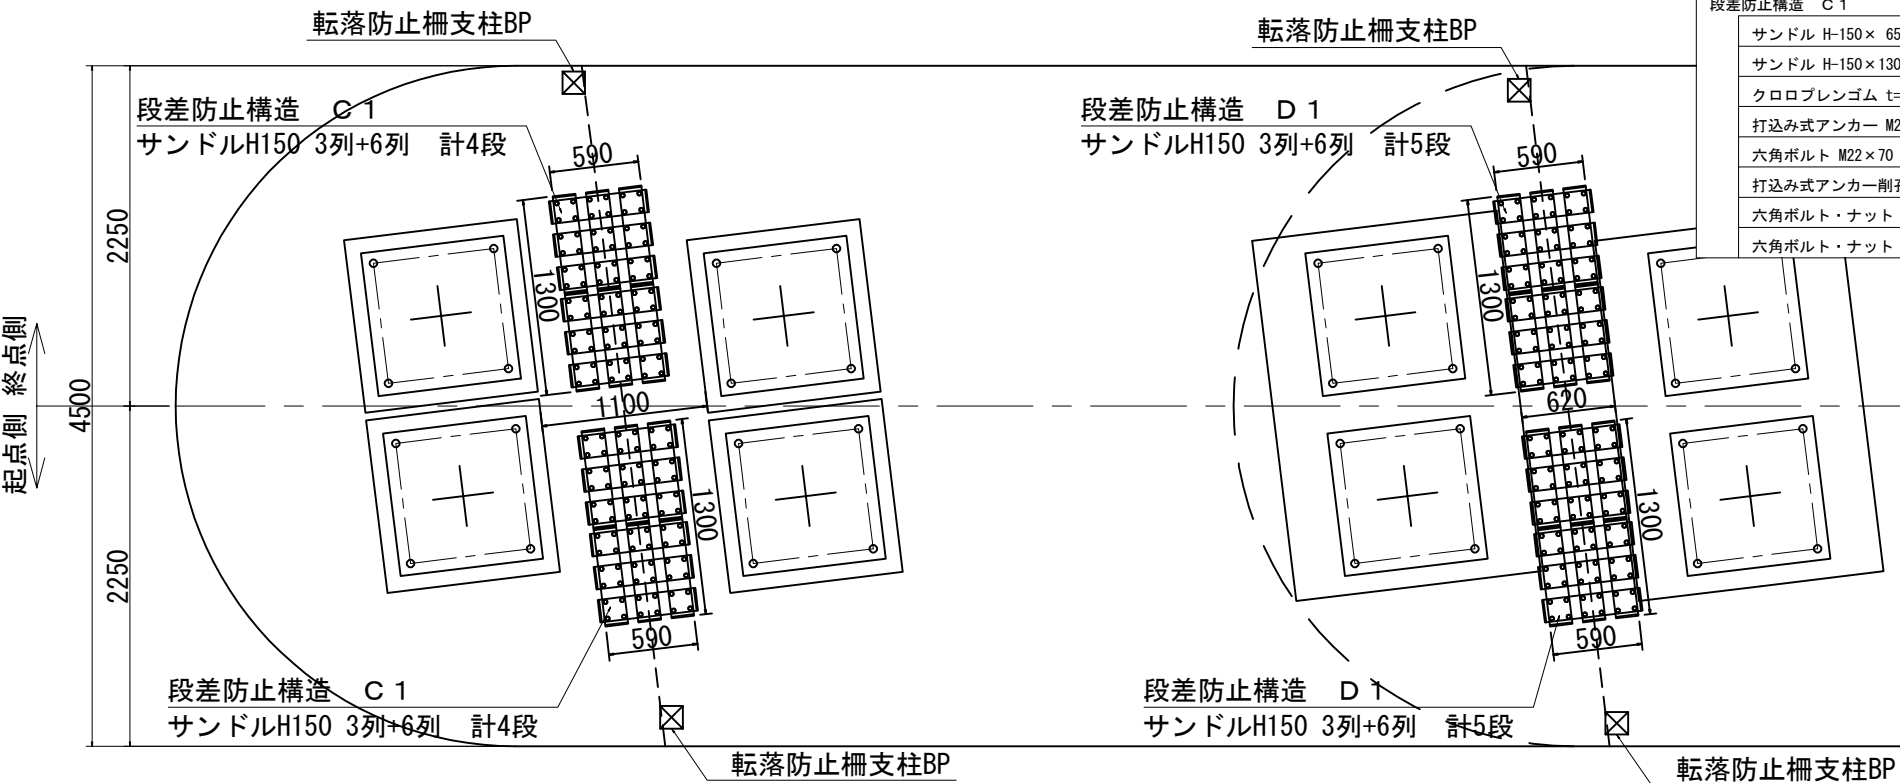 転落防止柵支柱BP
転落防止柵支柱BP
段差防止構造 C1
サンドル H-150× 65
サンドル H-150×130
クロロプレンゴム t=
打込み式アンカー M2
六角ボルト M22×70
打込み式アンカー削孔
六角ボルト・ナット
六角ボルト・ナット
段差防止構造 C1
サンドルH150 3列+6列 計4段
段差防止構造 D1
サンドルH150 3列+6列 計5段
590
590
2250
1300
1300
終点側
起点側
4500
1100
620
1300
1300
2250
590
590
段差防止構造 C1
サンドルH150 3列+6列 計4段
段差防止構造 D1
サンドルH150 3列+6列 計5段
転落防止柵支柱BP
転落防止柵支柱BP